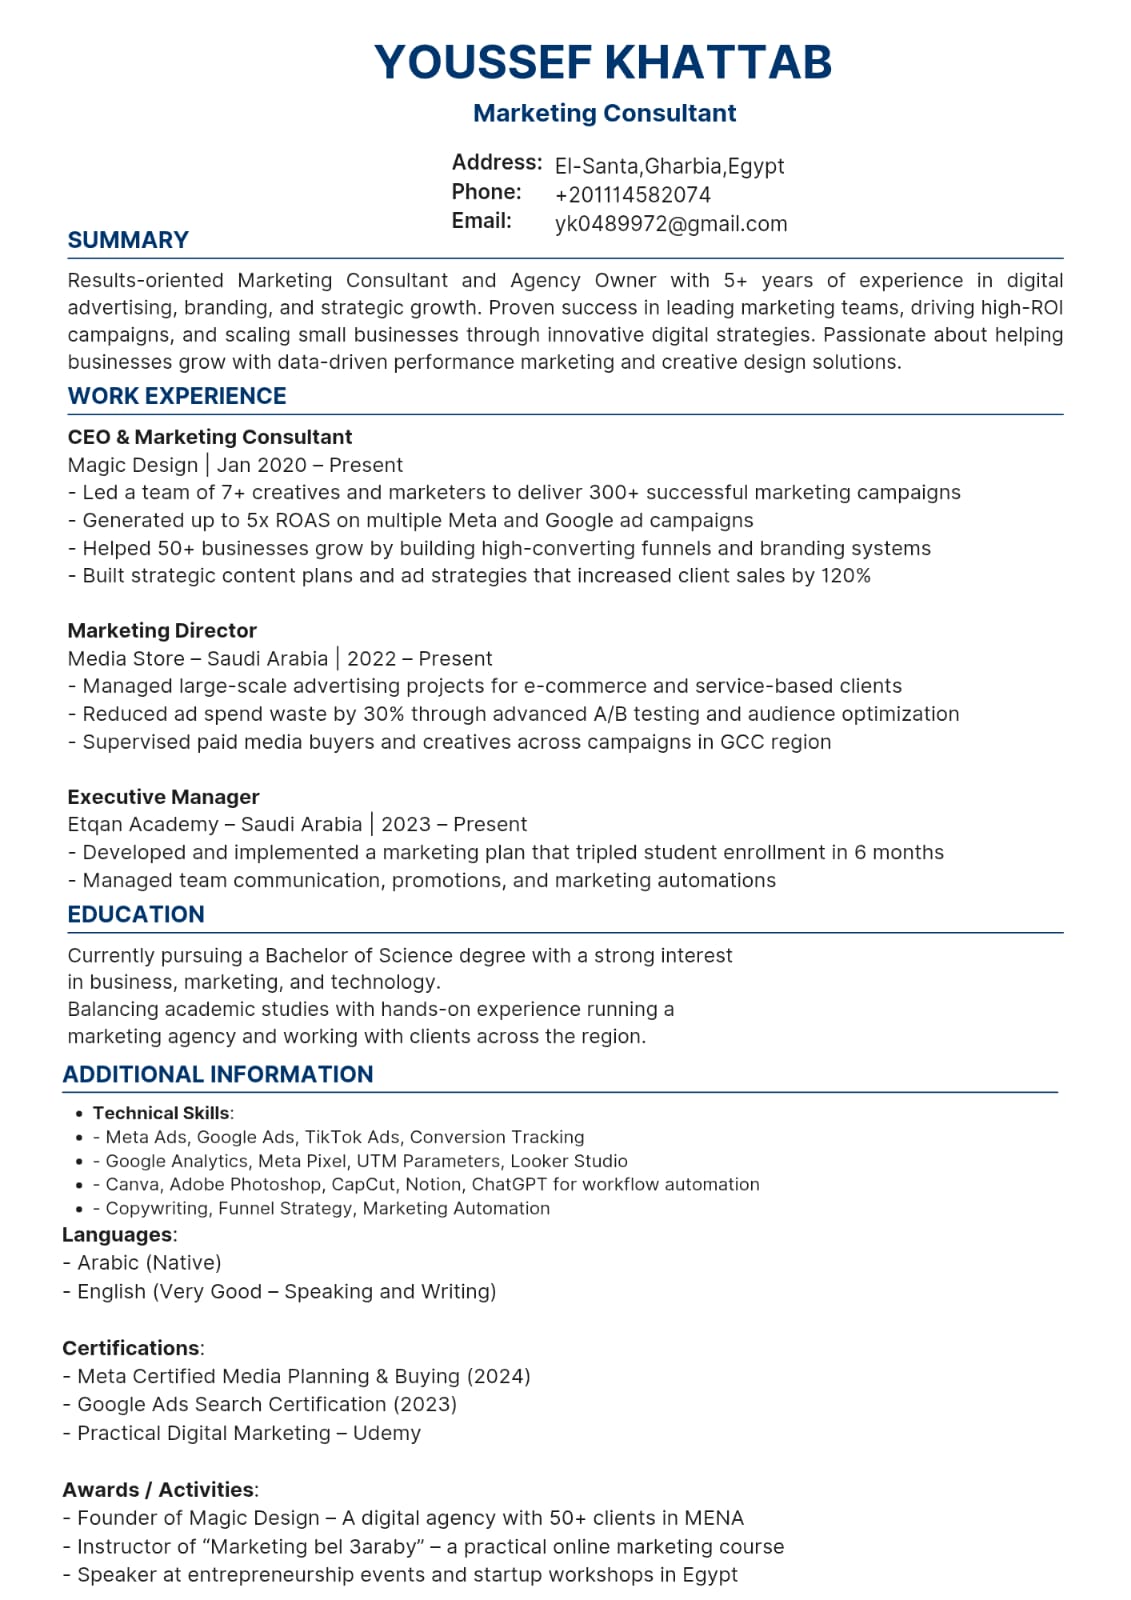 YOUSSEF KHATTAB
Marketing Consultant
Address: El-Santa,Gharbia,Egypt
Phone: +201114582074
Email: yk0489972@gmail.com
SUMMARY
Results-oriented Marketing Consultant and Agency Owner with 5+ years of experience in digital
advertising, branding, and strategic growth. Proven success in leading marketing teams, driving high-ROI
campaigns, and scaling small businesses through innovative digital strategies. Passionate about helping
businesses grow with data-driven performance marketing and creative design solutions.
WORK EXPERIENCE
CEO & Marketing Consultant
Magic Design | Jan 2020 – Present
- Led a team of 7+ creatives and marketers to deliver 300+ successful marketing campaigns
- Generated up to 5x ROAS on multiple Meta and Google ad campaigns
- Helped 50+ businesses grow by building high-converting funnels and branding systems
- Built strategic content plans and ad strategies that increased client sales by 120%
Marketing Director
Media Store – Saudi Arabia | 2022 – Present
- Managed large-scale advertising projects for e-commerce and service-based clients
- Reduced ad spend waste by 30% through advanced A/B testing and audience optimization
- Supervised paid media buyers and creatives across campaigns in GCC region
Executive Manager
Etqan Academy – Saudi Arabia | 2023 – Present
- Developed and implemented a marketing plan that tripled student enrollment in 6 months
- Managed team communication, promotions, and marketing automations
EDUCATION
Currently pursuing a Bachelor of Science degree with a strong interest
in business, marketing, and technology.
Balancing academic studies with hands-on experience running a
marketing agency and working with clients across the region.
ADDITIONAL INFORMATION
• Technical Skills:
• - Meta Ads, Google Ads, TikTok Ads, Conversion Tracking
• - Google Analytics, Meta Pixel, UTM Parameters, Looker Studio
• - Canva, Adobe Photoshop, CapCut, Notion, ChatGPT for workflow automation
• - Copywriting, Funnel Strategy, Marketing Automation
Languages:
- Arabic (Native)
- English (Very Good – Speaking and Writing)
Certifications:
- Meta Certified Media Planning & Buying (2024)
- Google Ads Search Certification (2023)
- Practical Digital Marketing – Udemy
Awards / Activities:
- Founder of Magic Design – A digital agency with 50+ clients in MENA
- Instructor of “Marketing bel 3araby” – a practical online marketing course
- Speaker at entrepreneurship events and startup workshops in Egypt